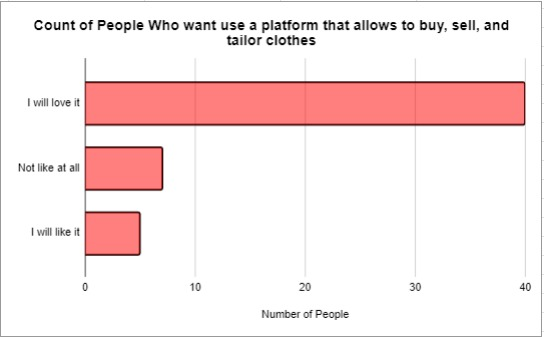 Count of People Who want use a platform that allows to buy, sell, and
tailor clothes
I will love it
Not like at all
I will like it
0
10
20
30
40
Number of People